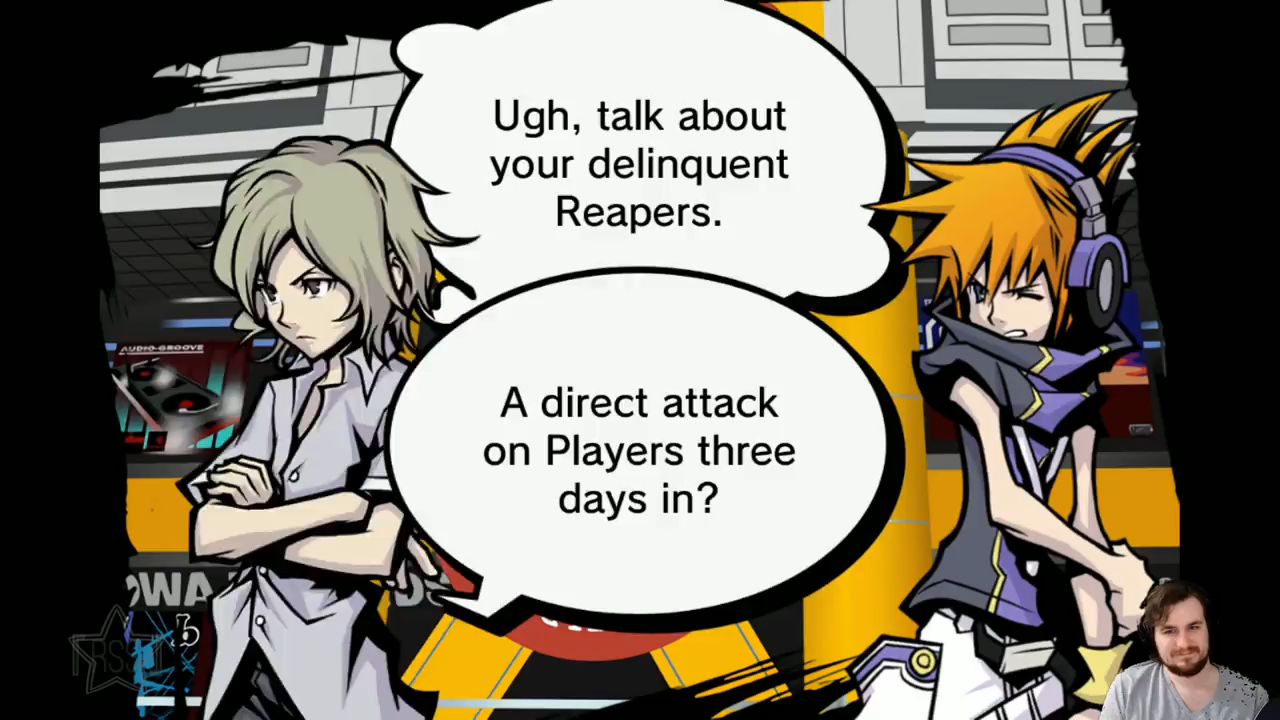 Ugh, talk about
your delinquent
Reapers.
A direct attack
on Players three
days in?
AUDIO-GROOVE